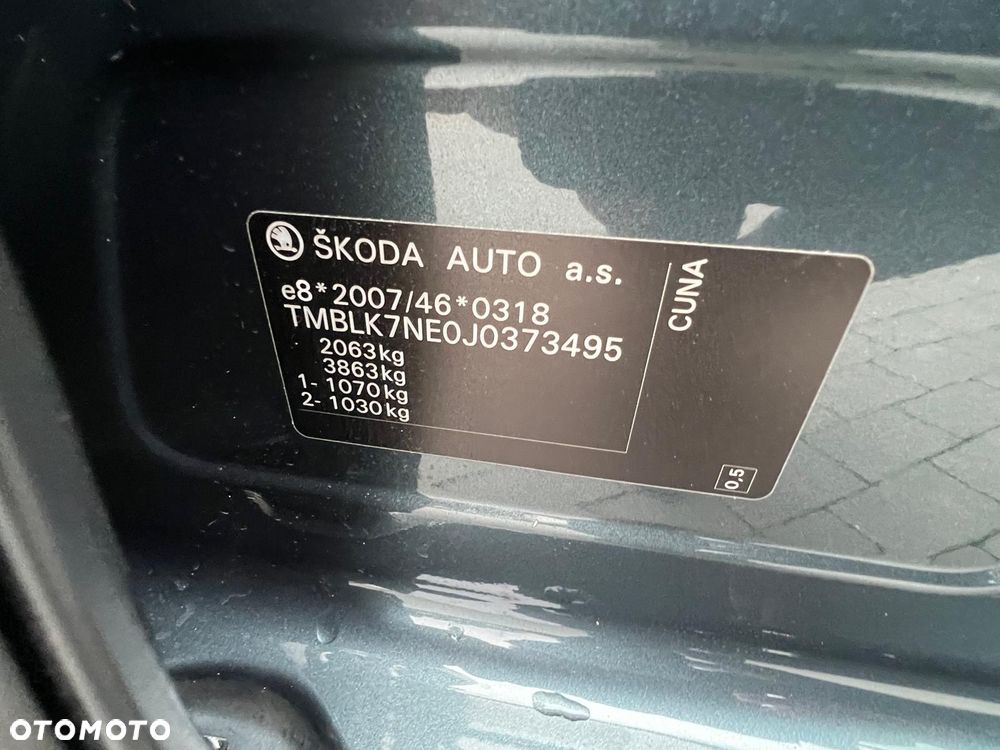 ŠKODA AUTO a.s.
e8*2007/46*0318
TMBLK7NE0J0373495
2063kg
3863kg
1- 1070kg
2- 1030kg
CUNA
0,5
OTOMOTO